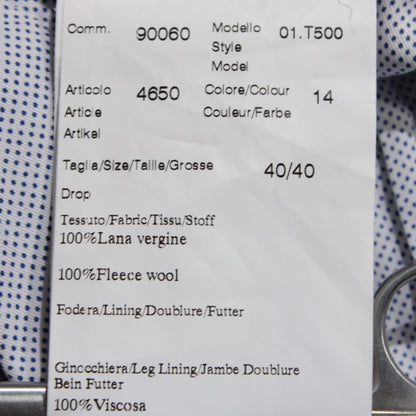 Comm. 90060 Modello 01.T500
Style
Model
Articolo 4650 Colore/Colour 14
Article Couleur/Farbe
Artikel
Taglia/Size/Taille/Grosse 40/40
Drop
Tessuto/Fabric/Tissu/Stoff
100%Lana vergine
100%Fleece wool
Fodera/Lining/Doublure/Futter
Ginocchiera/Leg Lining/Jambe Doublure
Bein Futter
100%Viscosa